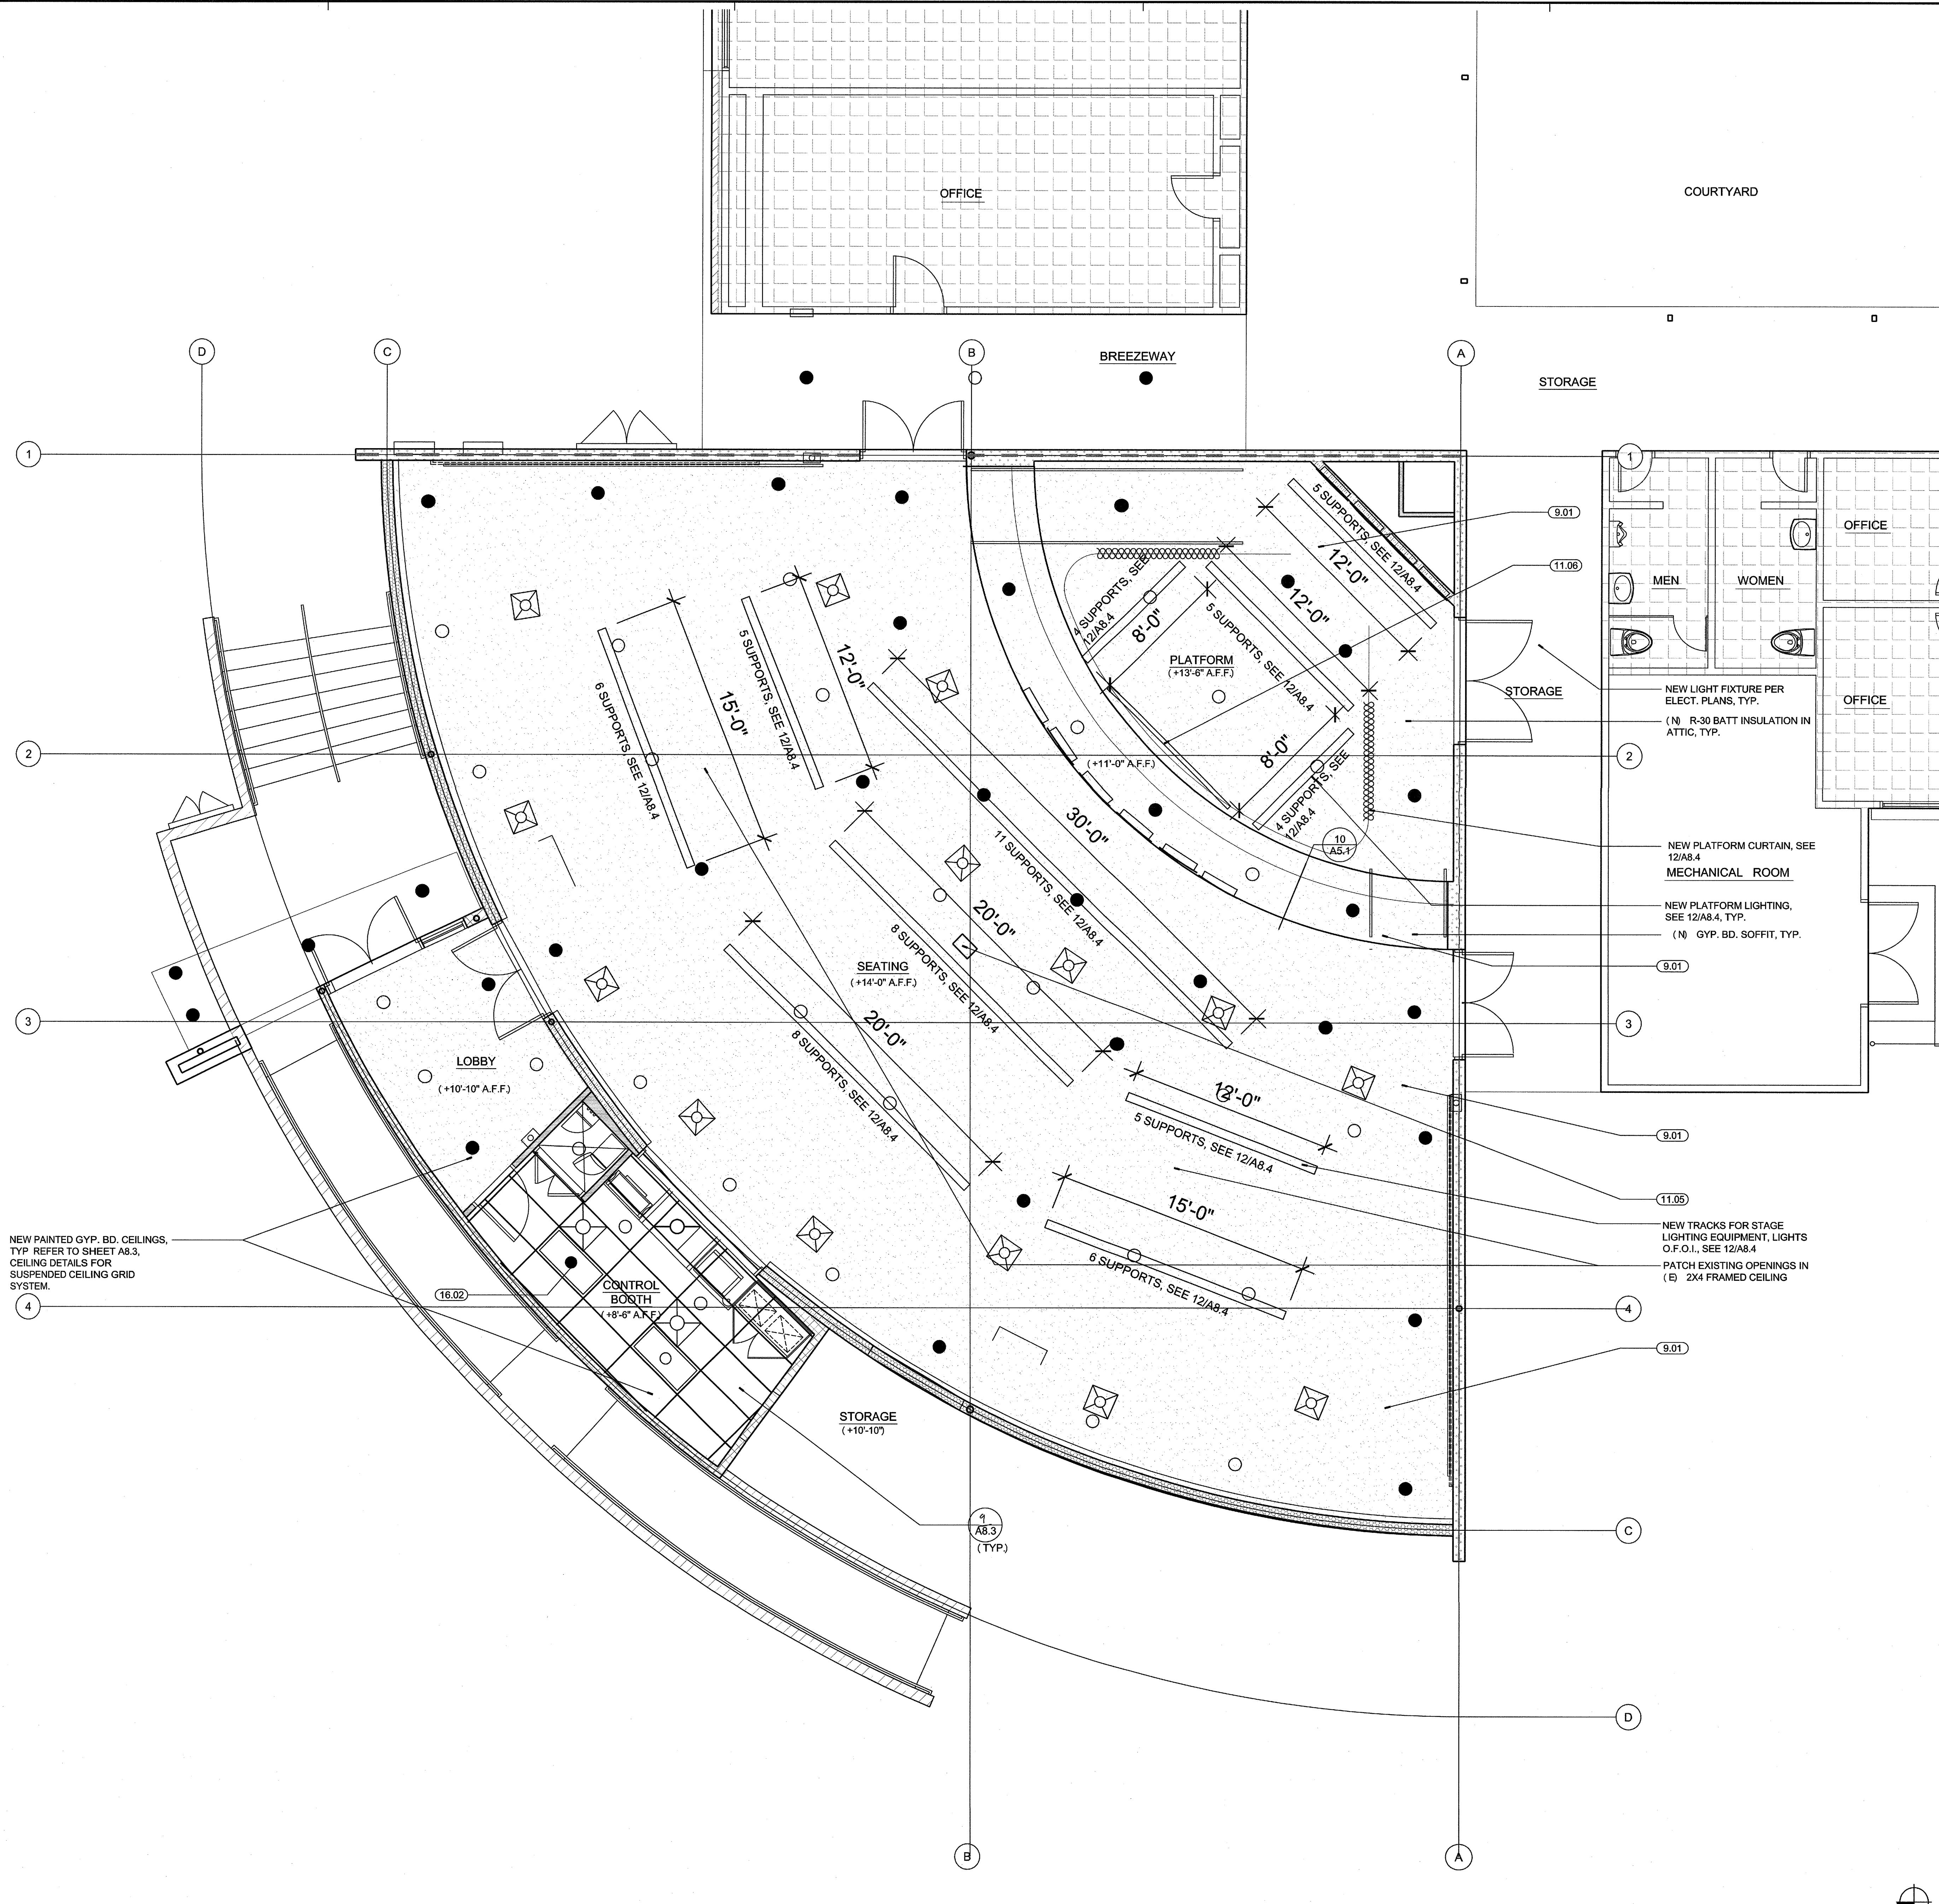 OFFICE
COURTYARD
D
C
B
BREEZEWAY
A
STORAGE
1
1
5 SUPPORTS, SEE 12/A8.4
12'-0"
9.01
OFFICE
11.06
MEN
WOMEN
4 SUPPORTS, SEE
12/A8.4
8'-0"
12'-0"
5 SUPPORTS, SEE 12/A8.4
PLATFORM
(+13'-6" A.F.F.)
12'-0"
5 SUPPORTS, SEE 12/A8.4
15'-0"
6 SUPPORTS, SEE 12/A8.4
STORAGE
NEW LIGHT FIXTURE PER
ELECT. PLANS, TYP.
OFFICE
(N) R-30 BATT INSULATION IN
ATTIC, TYP.
2
2
(+11'-0" A.F.F.)
8'-0"
4 SUPPORTS, SEE
12/A8.4
30'-0"
11 SUPPORTS, SEE 12/A8.4
10
A5.1
NEW PLATFORM CURTAIN, SEE
12/A8.4
MECHANICAL ROOM
NEW PLATFORM LIGHTING,
SEE 12/A8.4, TYP.
(N) GYP. BD. SOFFIT, TYP.
9.01
20'-0"
8 SUPPORTS, SEE 12/A8.4
SEATING
(+14'-0" A.F.F.)
20'-0"
8 SUPPORTS, SEE 12/A8.4
3
3
LOBBY
(+10'-10" A.F.F.)
12'-0"
5 SUPPORTS, SEE 12/A8.4
9.01
15'-0"
6 SUPPORTS, SEE 12/A8.4
11.05
NEW TRACKS FOR STAGE
LIGHTING EQUIPMENT, LIGHTS
O.F.O.I., SEE 12/A8.4
PATCH EXISTING OPENINGS IN
(E) 2X4 FRAMED CEILING
NEW PAINTED GYP. BD. CEILINGS,
TYP REFER TO SHEET A8.3,
CEILING DETAILS FOR
SUSPENDED CEILING GRID
SYSTEM.
16.02
CONTROL
BOOTH
(+8'-6" A.F.F.)
4
4
9.01
STORAGE
(+10'-10")
9
A8.3
(TYP.)
C
D
B
A